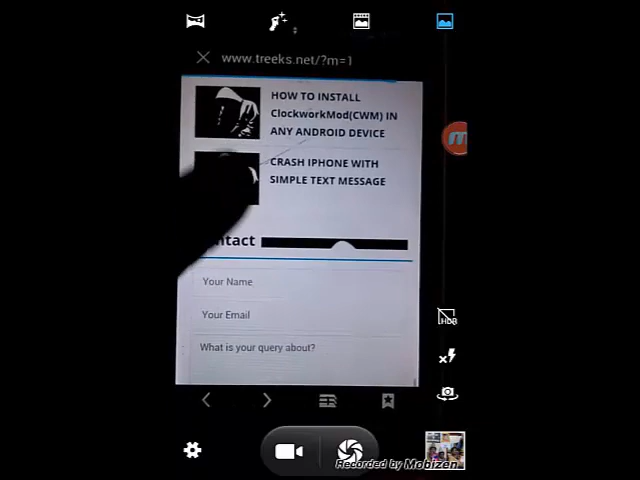 www.treeks.net/?m=1
HOW TO INSTALL
ClockworkMod(CWM) IN
ANY ANDROID DEVICE
CRASH IPHONE WITH
SIMPLE TEXT MESSAGE
ntact
Your Name
Your Email
What is your query about?
HDR
Recorded by Mobizen